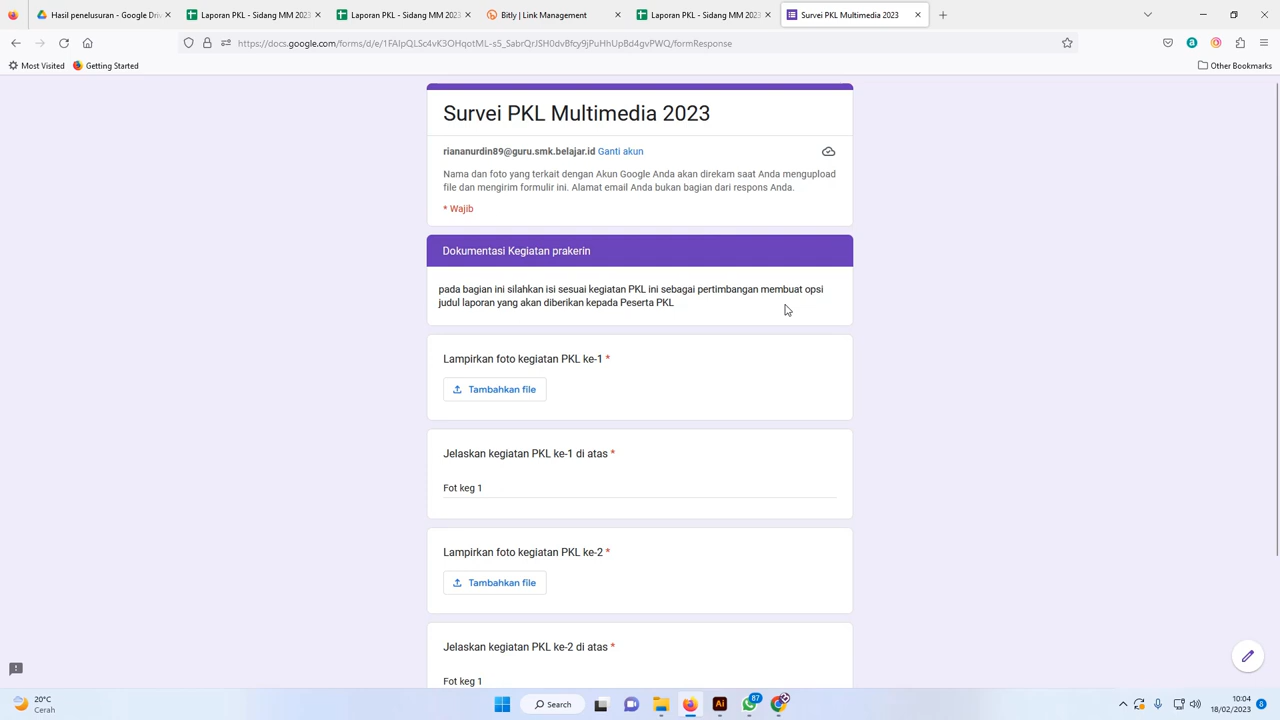 Hasil penelusuran - Google Driv
Laporan PKL - Sidang MM 2023
Laporan PKL - Sidang MM 2023
Bitly | Link Management
Laporan PKL - Sidang MM 2023
Survei PKL Multimedia 2023
https://docs.google.com/forms/d/e/1FAIpQLSc4vK3OHqotML-s5_SabrQrJSH0dvBfcy9jPuHhUpBd4gvPWQ/formResponse
Most Visited
Getting Started
Other Bookmarks
Survei PKL Multimedia 2023
riananurdin89@guru.smk.belajar.id Ganti akun
Nama dan foto yang terkait dengan Akun Google Anda akan direkam saat Anda mengupload
file dan mengirim formulir ini. Alamat email Anda bukan bagian dari respons Anda.
* Wajib
Dokumentasi Kegiatan prakerin
pada bagian ini silahkan isi sesuai kegiatan PKL ini sebagai pertimbangan membuat opsi
judul laporan yang akan diberikan kepada Peserta PKL
Lampirkan foto kegiatan PKL ke-1 *
Tambahkan file
Jelaskan kegiatan PKL ke-1 di atas *
Fot keg 1
Lampirkan foto kegiatan PKL ke-2 *
Tambahkan file
Jelaskan kegiatan PKL ke-2 di atas *
Fot keg 1
20°C
Cerah
Search
Ai
87
10:04
18/02/2023
6